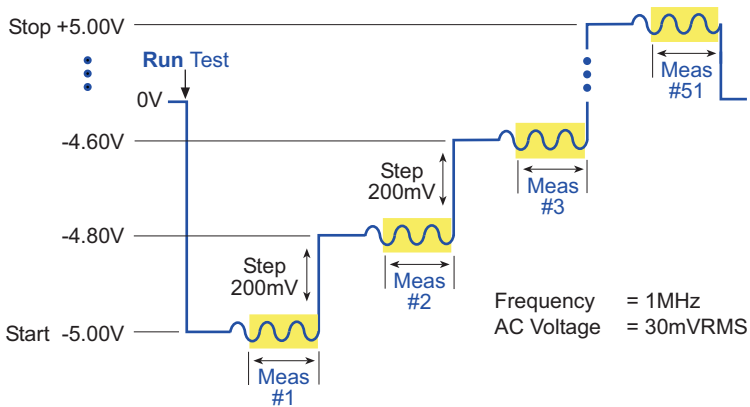 Stop +5.00V
Run Test
0V
Meas
#51
-4.60V
Step
200mV
Meas
#3
-4.80V
Step
200mV
Meas
#2
Frequency = 1MHz
AC Voltage = 30mVRMS
Start -5.00V
Meas
#1